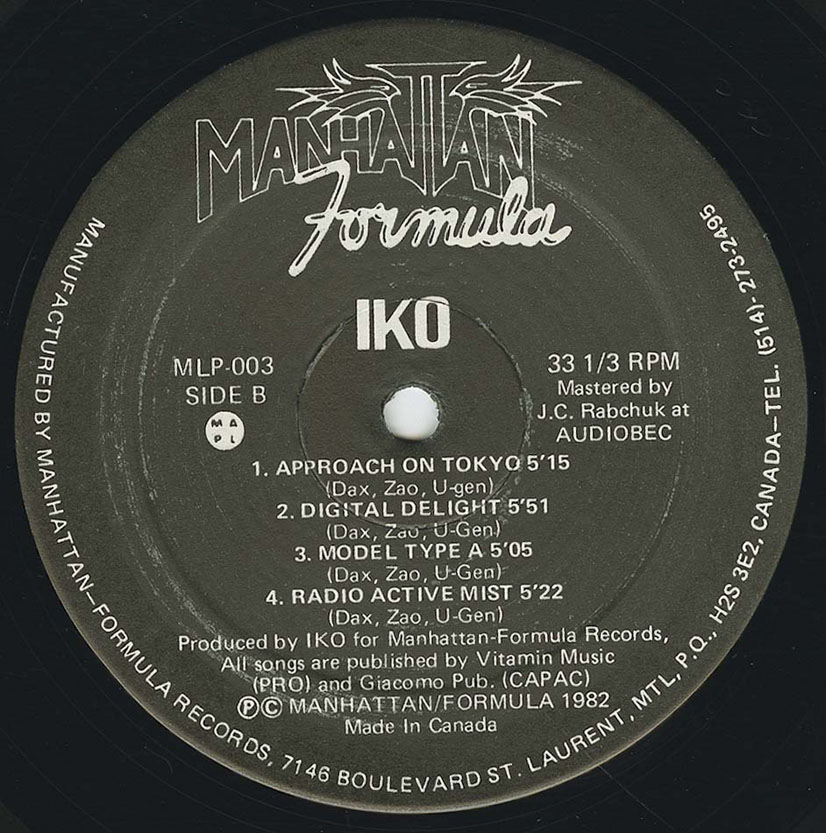 MANHATTAN
Formula
IKO
MLP-003
SIDE B
MA
PL
33 1/3 RPM
Mastered by
J.C. Rabchuk at
AUDIOBEC
1. APPROACH ON TOKYO 5'15
(Dax, Zao, U-gen)
2. DIGITAL DELIGHT 5'51
(Dax, Zao, U-Gen)
3. MODEL TYPE A 5'05
(Dax, Zao, U-Gen)
4. RADIO ACTIVE MIST 5'22
(Dax, Zao, U-Gen)
Produced by IKO for Manhattan-Formula Records,
All songs are published by Vitamin Music
(PRO) and Giacomo Pub. (CAPAC)
Ⓟ© MANHATTAN/FORMULA 1982
Made In Canada
MANUFACTURED BY MANHATTAN-FORMULA RECORDS, 7146 BOULEVARD ST. LAURENT, MTL, P.Q., H2S 3E2, CANADA-TEL. (514)-273-2495